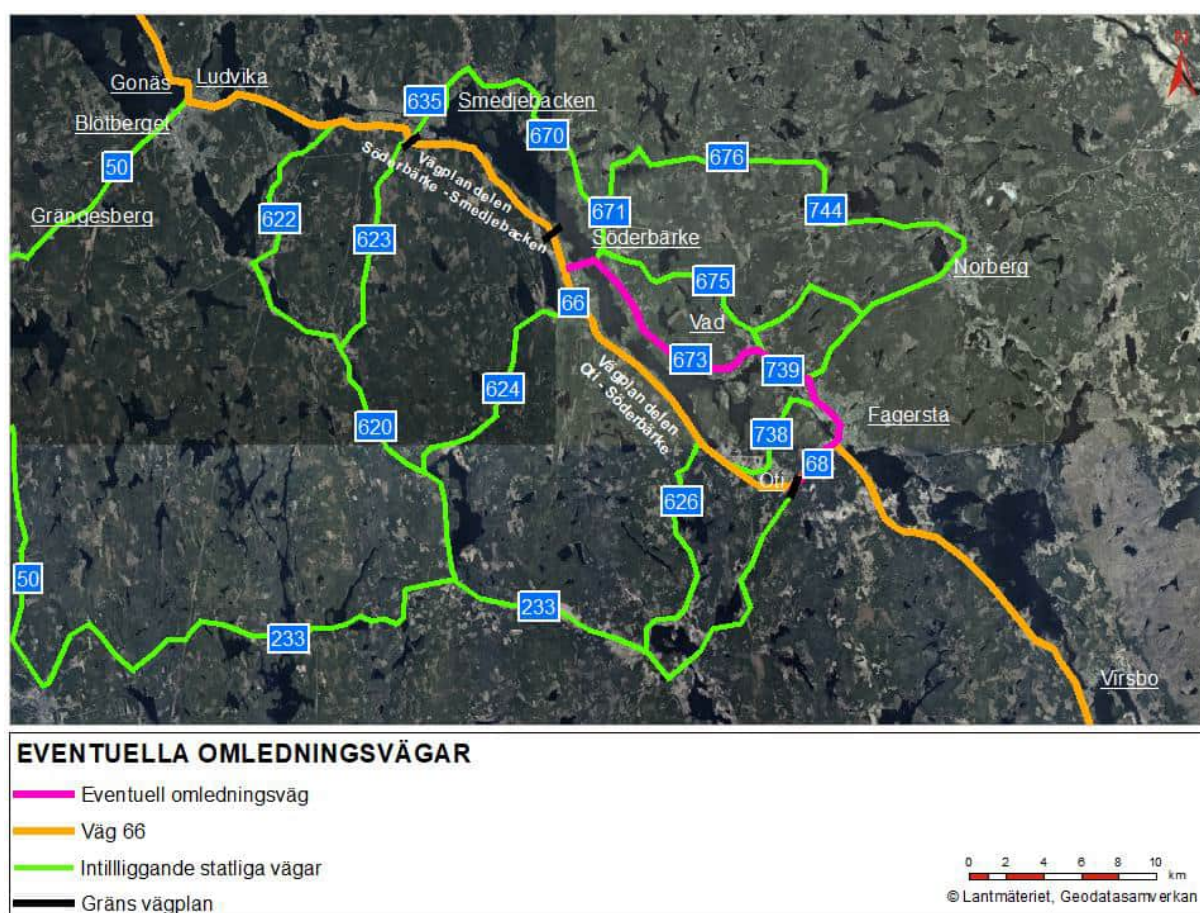 N
Gonäs
Ludvika
Blötberget
50
Grängesberg
635
Smedjebacken
670
Vägplan delen
Söderbärke - Smedjebacken
622
623
676
671
744
Söderbärke
Norberg
675
66
Vad
673
739
624
Vägplan delen
Oti - Söderbärke
620
738
Fagersta
68
Oti
626
50
233
233
Virsbo
EVENTUELLA OMLEDNINGSVÄGAR
Eventuell omledningsväg
Väg 66
Intillliggande statliga vägar
Gräns vägplan
0 2 4 6 8 10
km
© Lantmäteriet, Geodatasamverkan